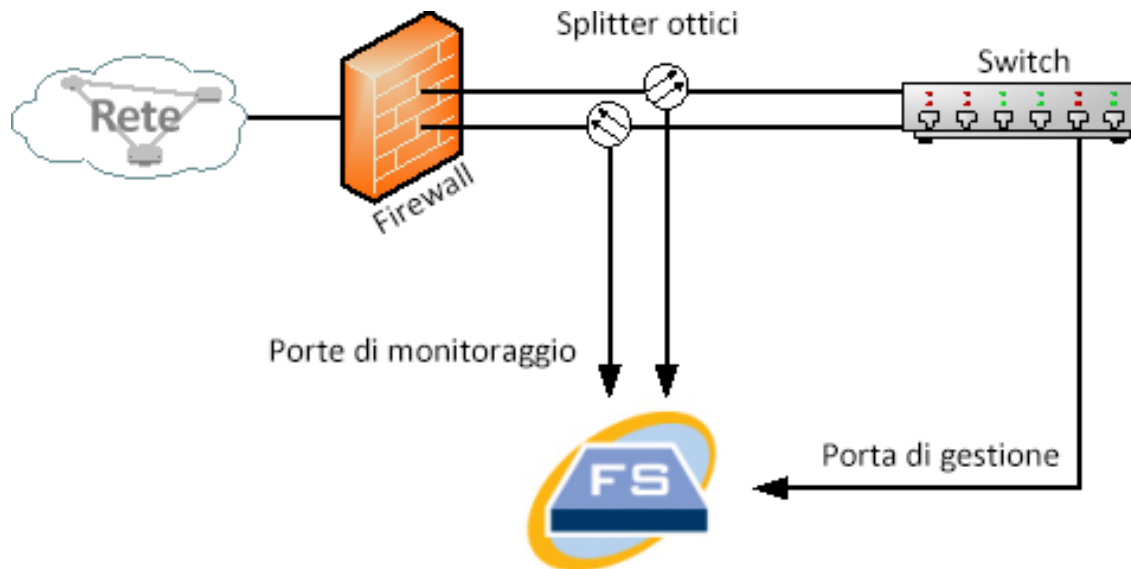 Splitter ottici
Switch
Rete
Firewall
Porte di monitoraggio
Porta di gestione
FS